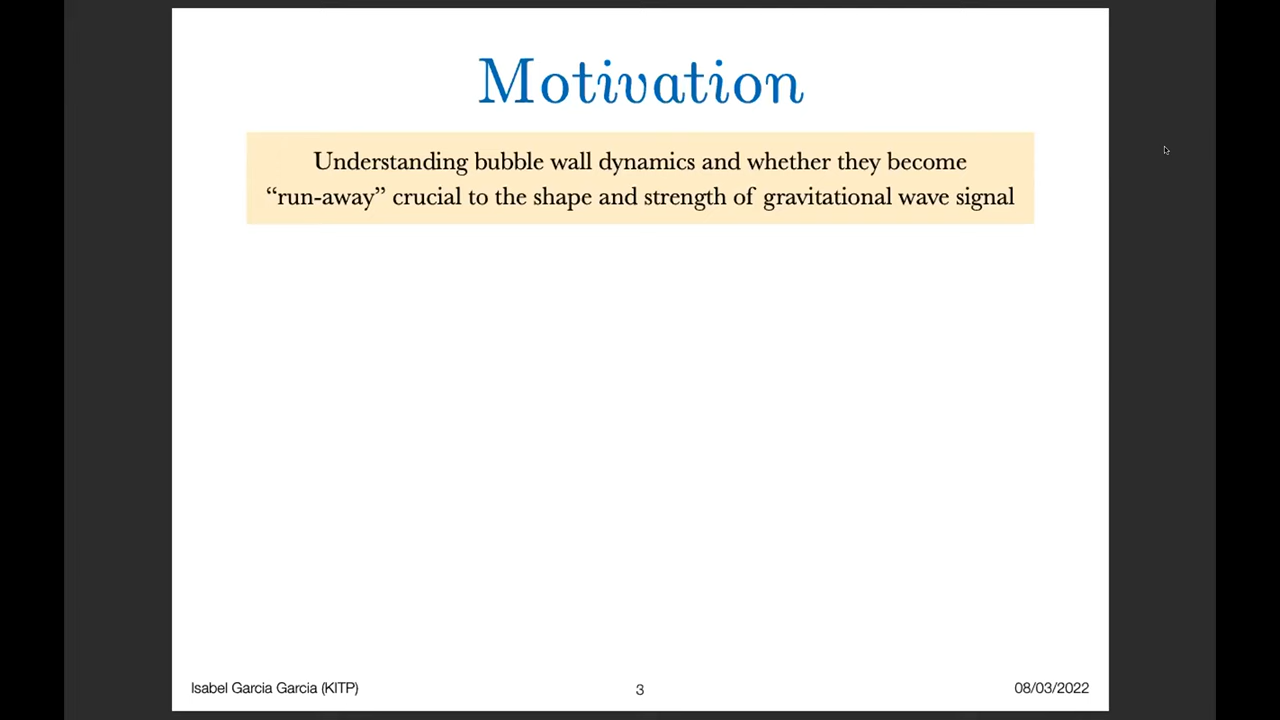 Motivation
Understanding bubble wall dynamics and whether they become
“run-away” crucial to the shape and strength of gravitational wave signal
Isabel Garcia Garcia (KITP)
3
08/03/2022